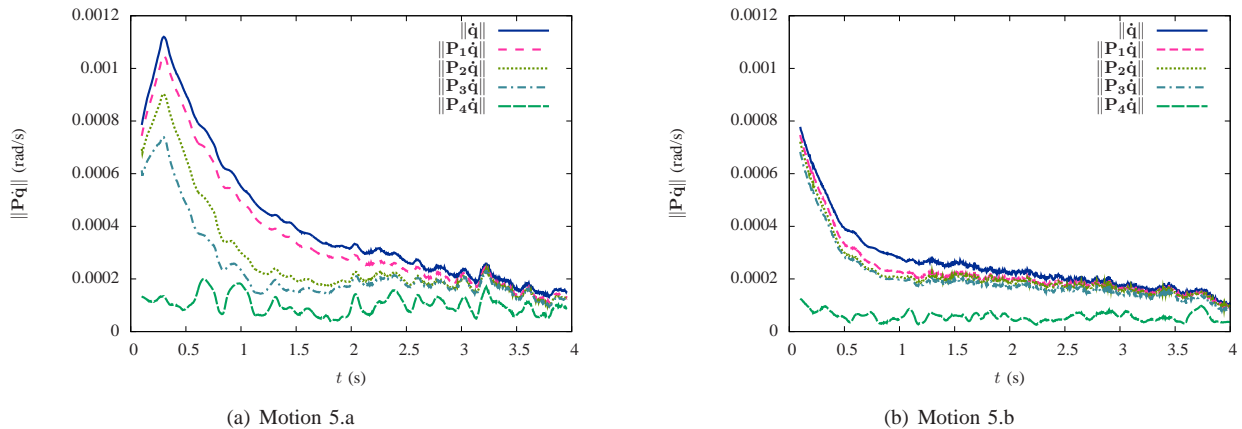 0.0012
0.001
0.0008
0.0006
0.0004
0.0002
0
‖Pq̇‖ (rad/s)
‖q̇‖
‖P₁q̇‖
‖P₂q̇‖
‖P₃q̇‖
‖P₄q̇‖
0 0.5 1 1.5 2 2.5 3 3.5 4
t (s)
(a) Motion 5.a
0.0012
0.001
0.0008
0.0006
0.0004
0.0002
0
‖Pq̇‖ (rad/s)
‖q̇‖
‖P₁q̇‖
‖P₂q̇‖
‖P₃q̇‖
‖P₄q̇‖
0 0.5 1 1.5 2 2.5 3 3.5 4
t (s)
(b) Motion 5.b